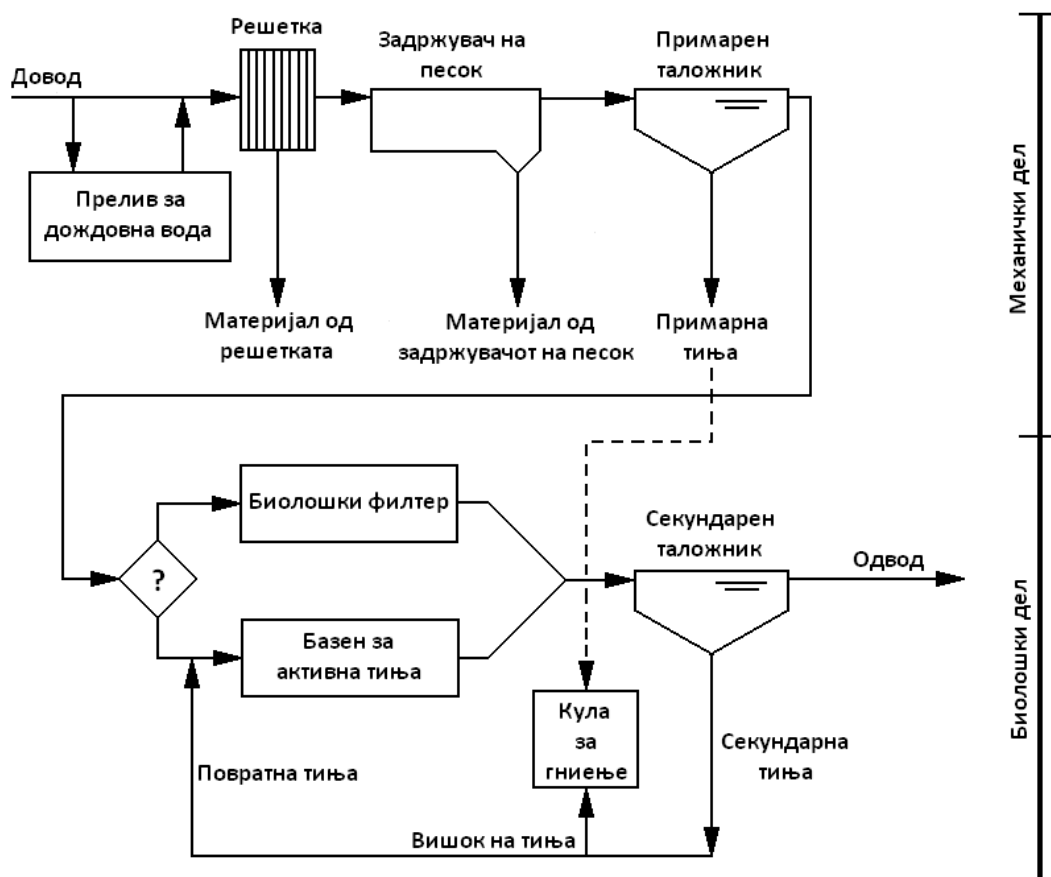 Решетка
Задржувач на
песок
Примарен
таложник
Довод
Прелив за
дождовна вода
Материјал од
решетката
Материјал од
задржувачот на песок
Примарна
тиња
Механички дел
Биолошки филтер
Секундарен
таложник
Одвод
?
Базен за
активна тиња
Кула
за
гниење
Секундарна
тиња
Повратна тиња
Вишок на тиња
Биолошки дел